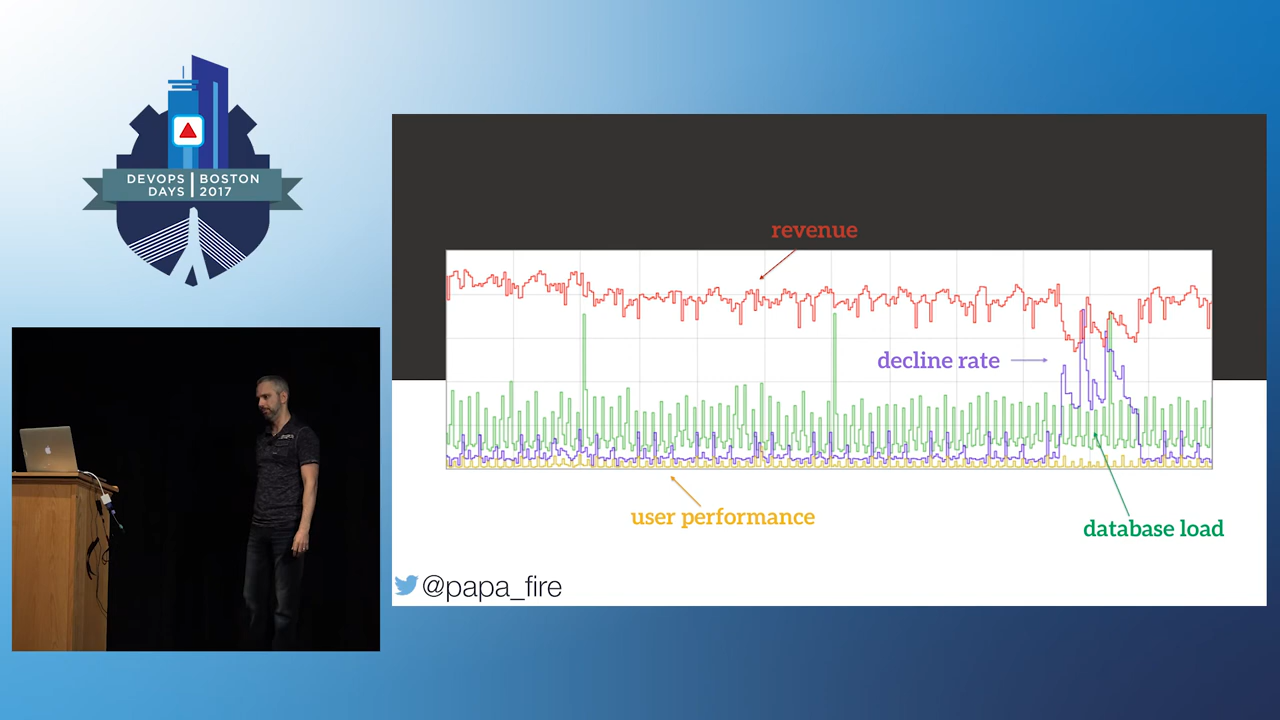 DEVOPS BOSTON
DAYS 2017
revenue
decline rate
user performance
database load
@papa_fire